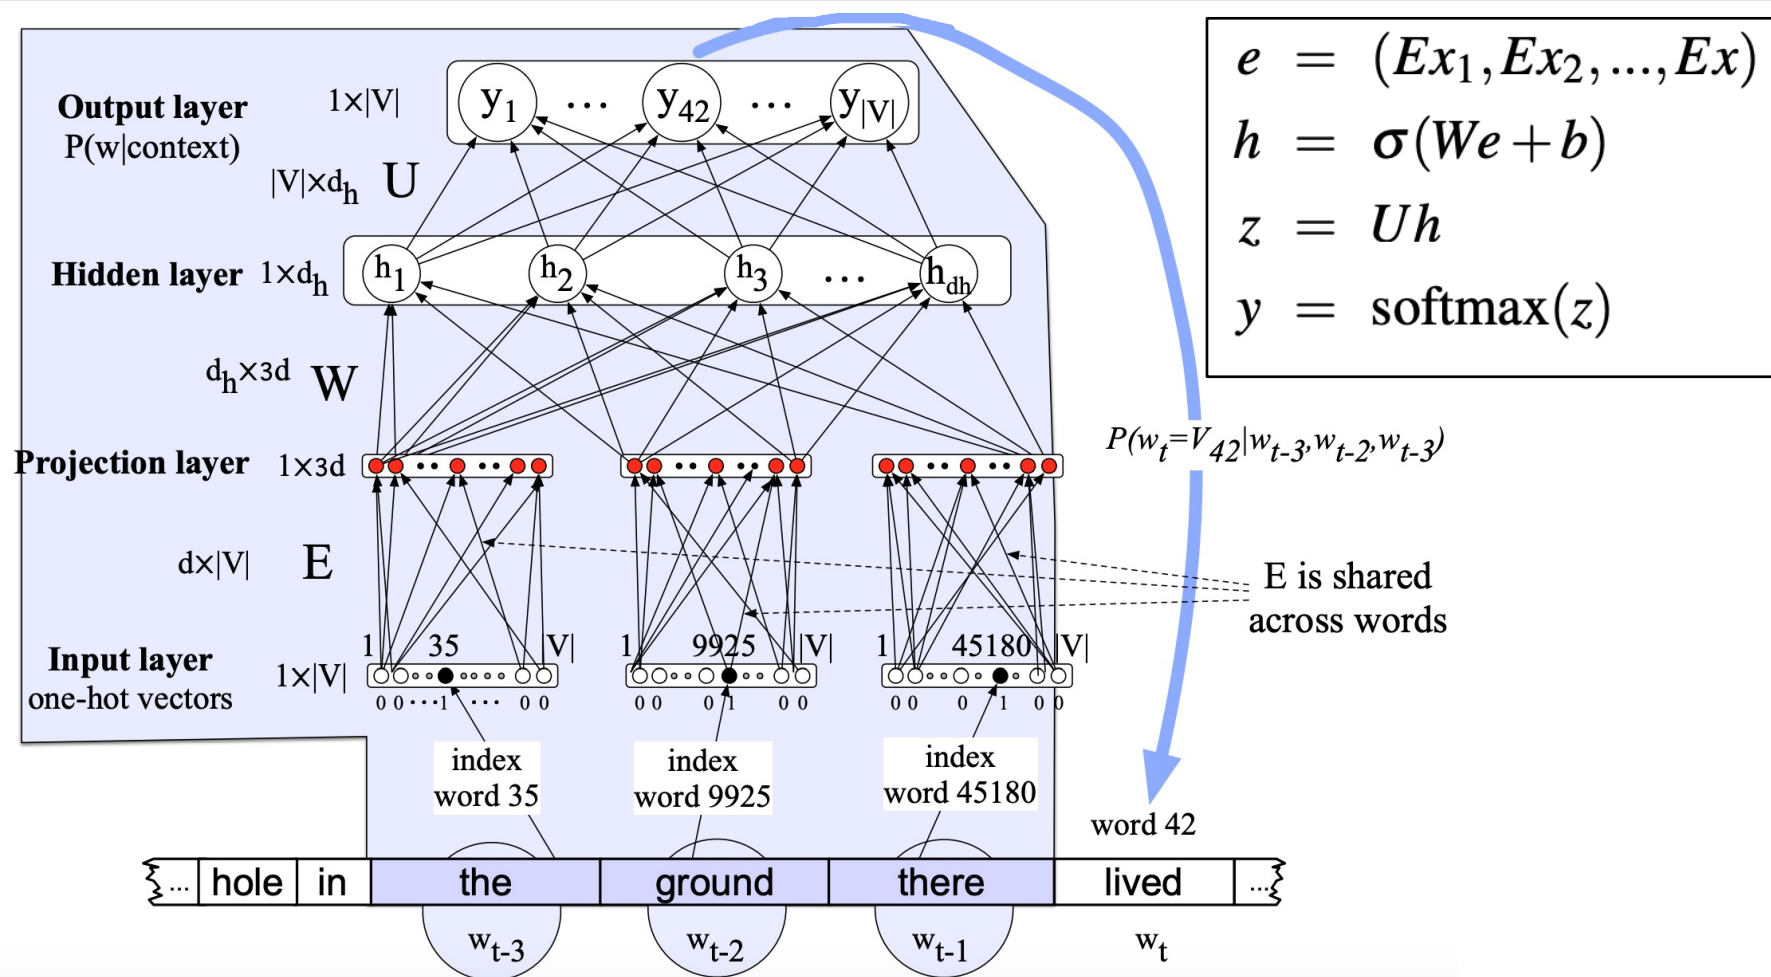 Output layer 1×|V| y1 ... y42 ... y|V|
P(w|context)
|V|×dh U
Hidden layer 1×dh h1 h2 h3 ... hdh
dh×3d W
Projection layer 1×3d
d×|V| E
1 35 |V| 1 9925 |V| 1 45180 |V|
Input layer 1×|V|
one-hot vectors
0 0 ... 1 ... 0 0 0 0 0 1 0 0 0 0 0 1 0 0
index
word 35
index
word 9925
index
word 45180
... hole in the ground there lived ...
wt-3 wt-2 wt-1 wt
e = (Ex1, Ex2, ..., Ex)
h = σ(We + b)
z = Uh
y = softmax(z)
P(wt=V42|wt-3,wt-2,wt-3)
E is shared
across words
word 42